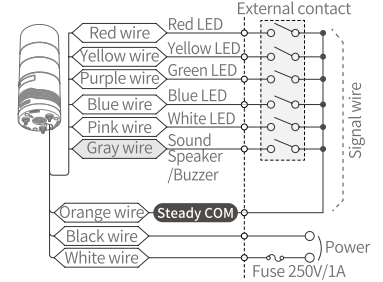 External contact
Red wire Red LED
Yellow wire Yellow LED
Purple wire Green LED
Blue wire Blue LED
Pink wire White LED
Gray wire Sound
Speaker
/Buzzer
Signal wire
Orange wire Steady COM
Black wire
White wire
Power
Fuse 250V/1A